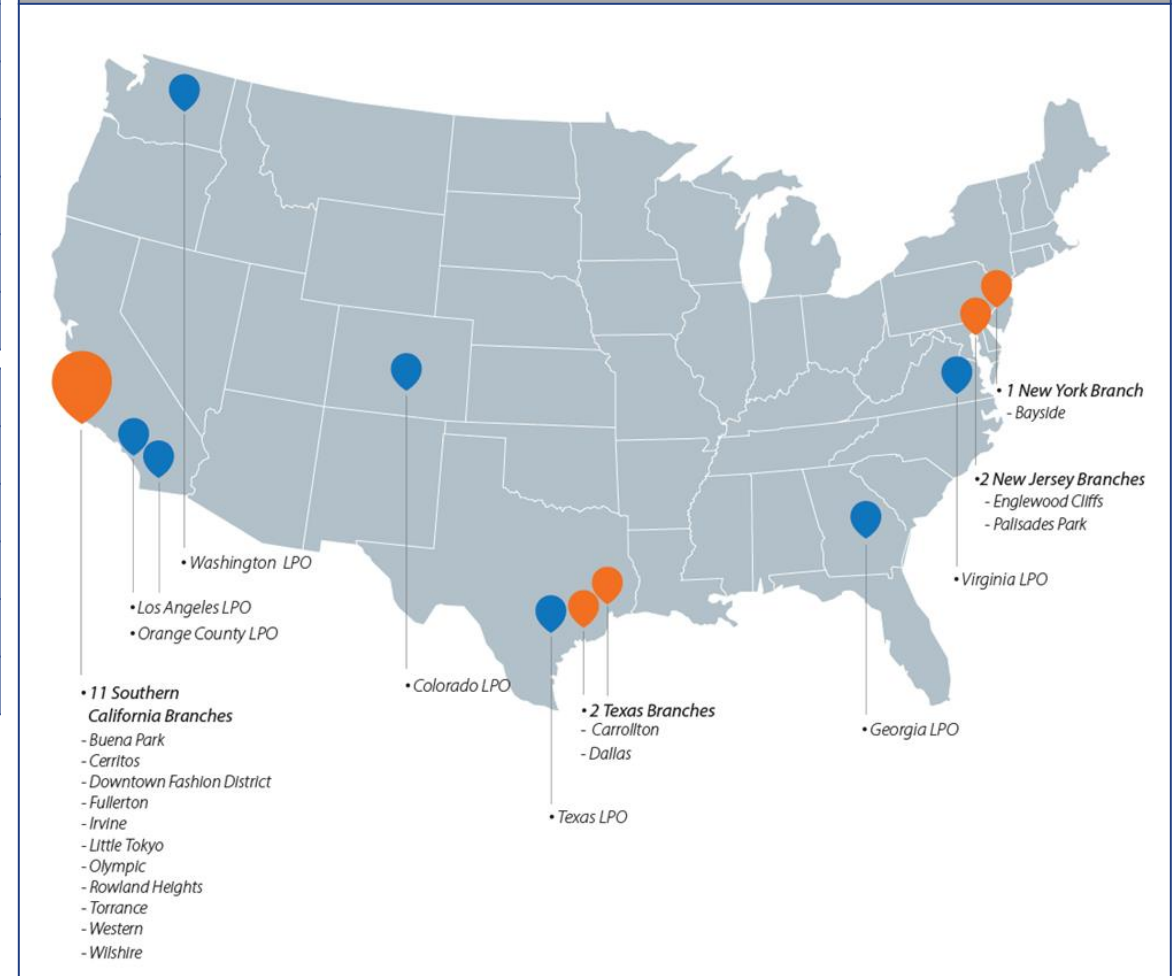 • 1 New York Branch
- Bayside
•2 New Jersey Branches
- Englewood Cliffs
- Palisades Park
•Virginia LPO
• Washington LPO
•Los Angeles LPO
• Orange County LPO
• Colorado LPO
• 11 Southern
California Branches
- Buena Park
- Cerritos
- Downtown Fashion District
- Fullerton
- Irvine
- Little Tokyo
- Olympic
- Rowland Heights
- Torrance
- Western
- Wilshire
• 2 Texas Branches
- Carrollton
- Dallas
• Georgia LPO
• Texas LPO